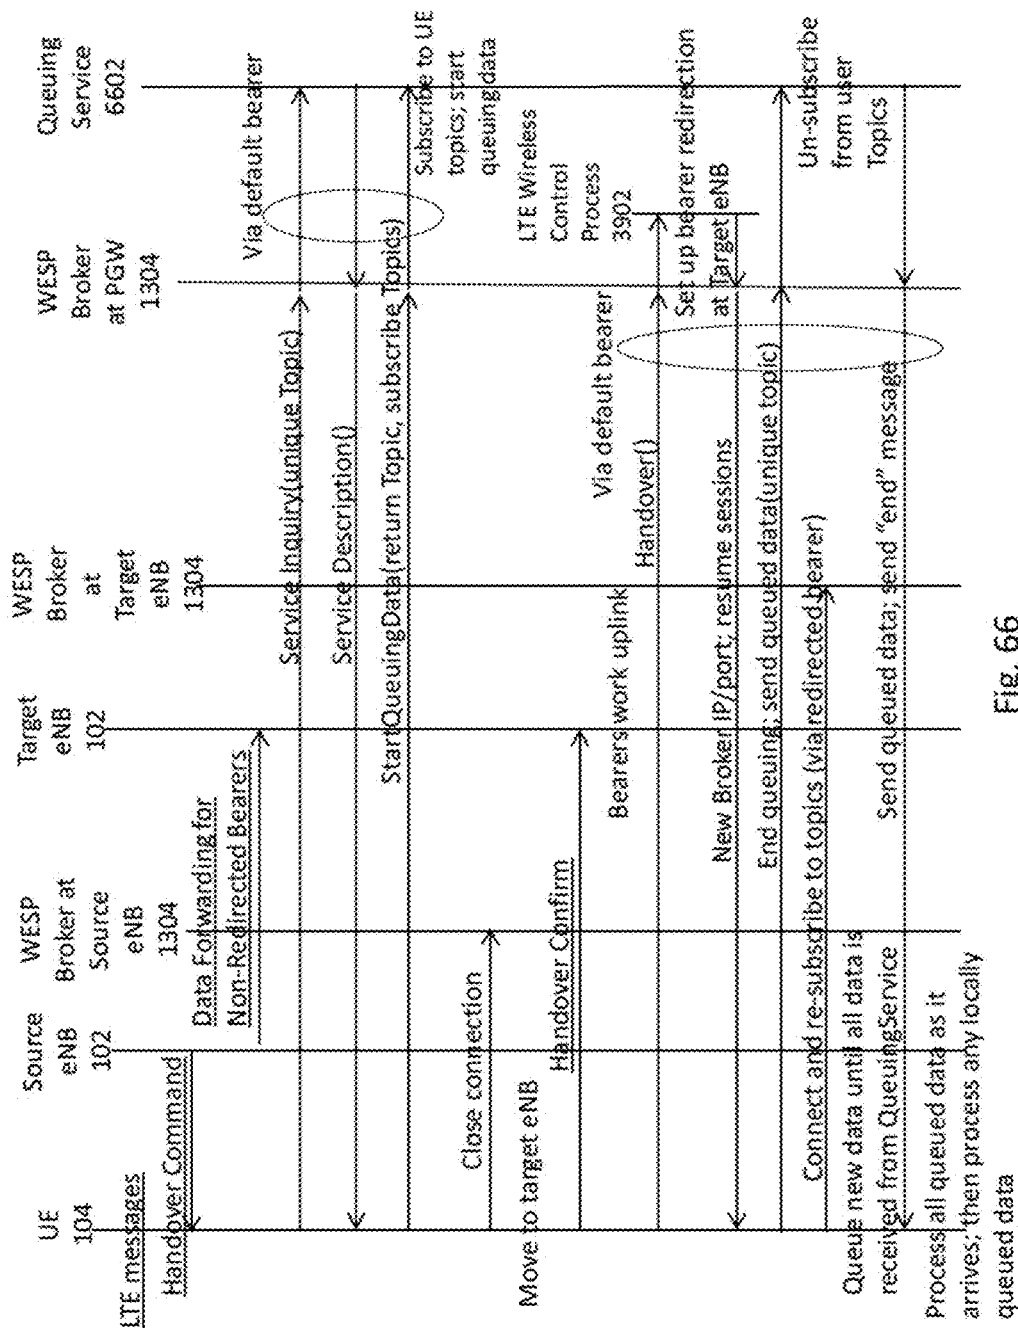 UE
104
Source
eNB
102
WESP
Broker at
Source
eNB
1304
Target
eNB
102
WESP
Broker
at
Target
eNB
1304
WESP
Broker
at PGW
1304
Queuing
Service
6602
LTE messages
Handover Command
Data Forwarding for
Non-Redirected Bearers
Via default bearer
Service Inquiry(unique Topic)
Service Description()
StartQueuingData(return Topic, subscribe Topics)
Subscribe to UE
topics; start
queuing data
Close connection
Move to target eNB
Handover Confirm
LTE Wireless
Control
Process
3902
Bearers work uplink
Via default bearer
Handover()
Set up bearer redirection
at Target eNB
New Broker IP/port; resume sessions
End queuing; send queued data(unique topic)
Connect and re-subscribe to topics (via redirected bearer)
Un-subscribe
from user
Topics
Queue new data until all data is
received from QueuingService
Send queued data; send "end" message
Process all queued data as it
arrives; then process any locally
queued data
Fig. 66